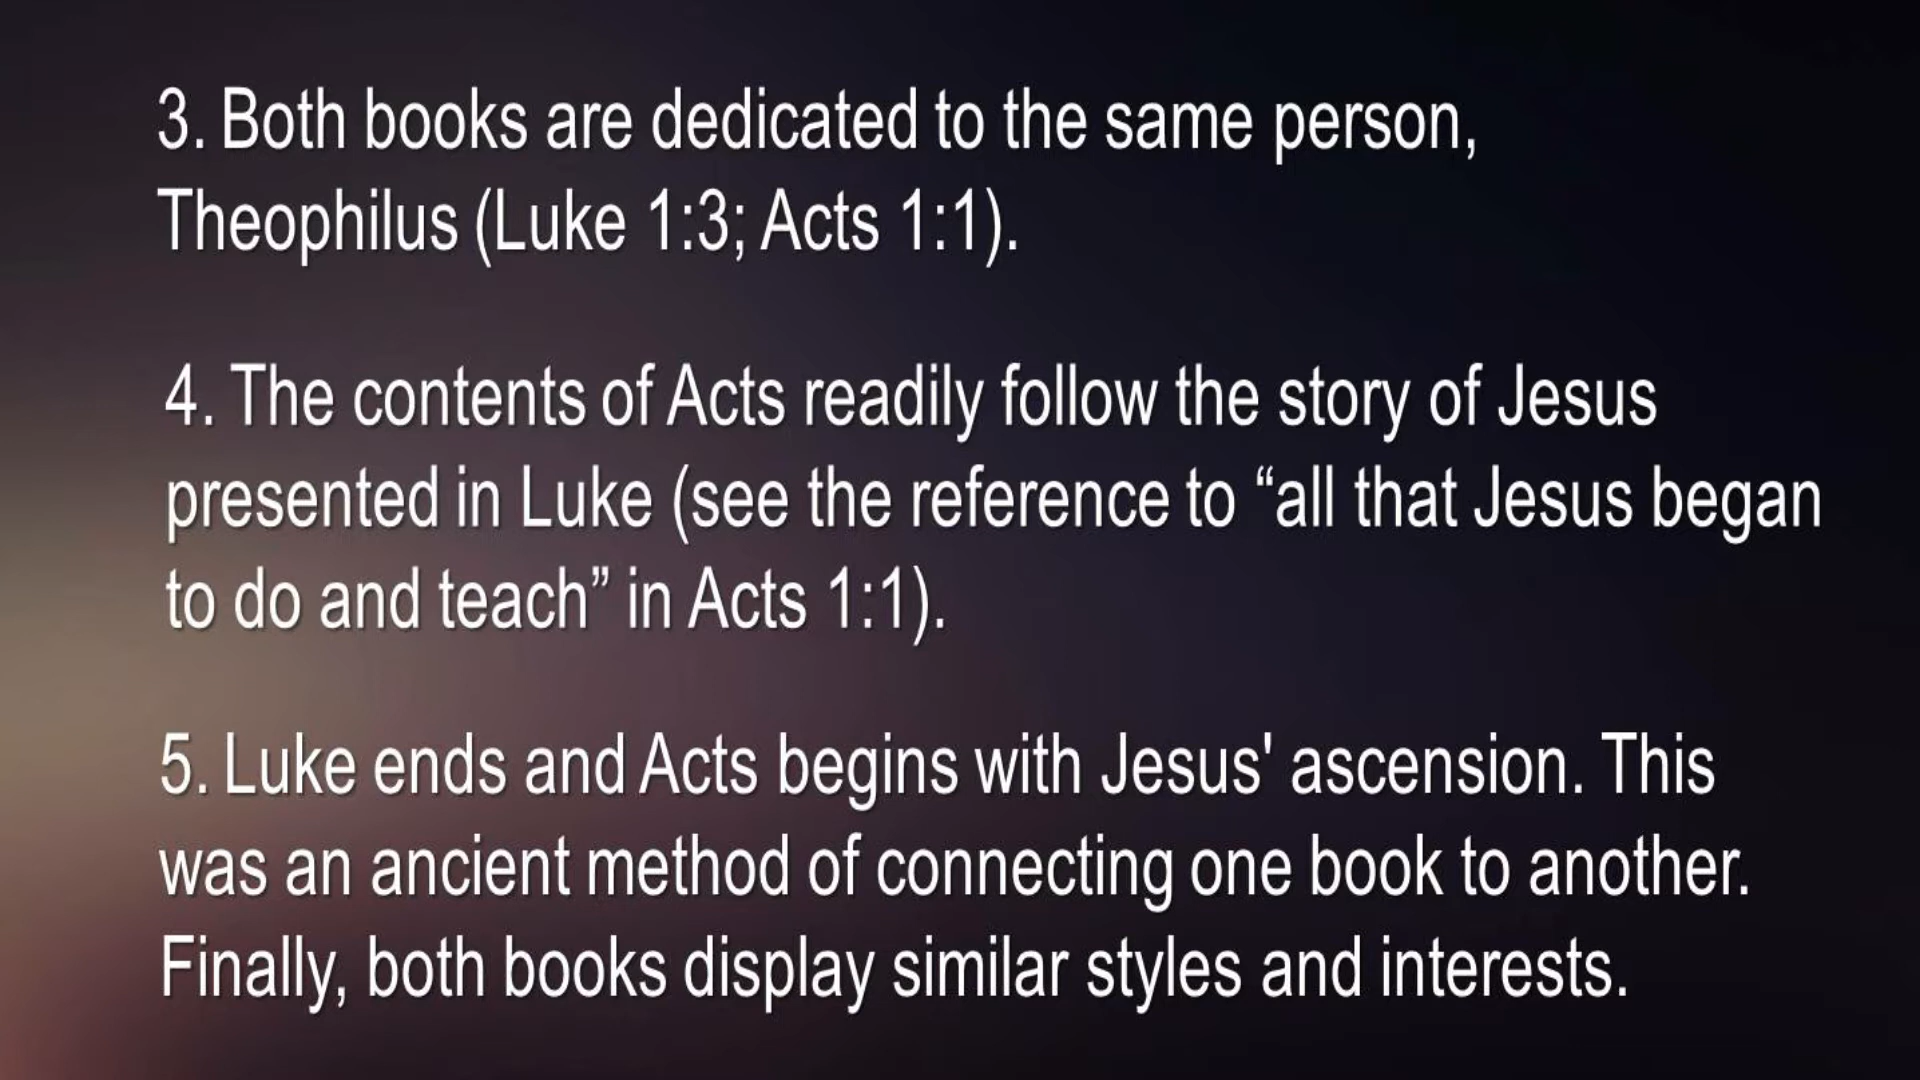 3. Both books are dedicated to the same person,
Theophilus (Luke 1:3; Acts 1:1).
4. The contents of Acts readily follow the story of Jesus
presented in Luke (see the reference to “all that Jesus began
to do and teach” in Acts 1:1).
5. Luke ends and Acts begins with Jesus' ascension. This
was an ancient method of connecting one book to another.
Finally, both books display similar styles and interests.